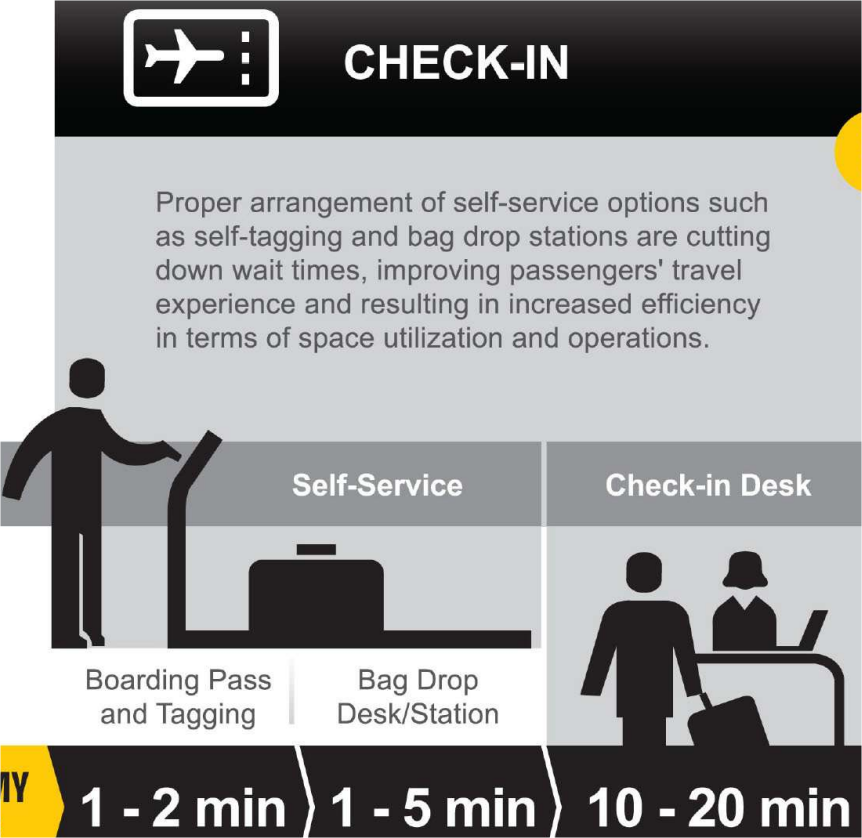 CHECK-IN
Proper arrangement of self-service options such
as self-tagging and bag drop stations are cutting
down wait times, improving passengers' travel
experience and resulting in increased efficiency
in terms of space utilization and operations.
Self-Service
Check-in Desk
Boarding Pass
and Tagging
Bag Drop
Desk/Station
1 - 2 min
1 - 5 min
10 - 20 min